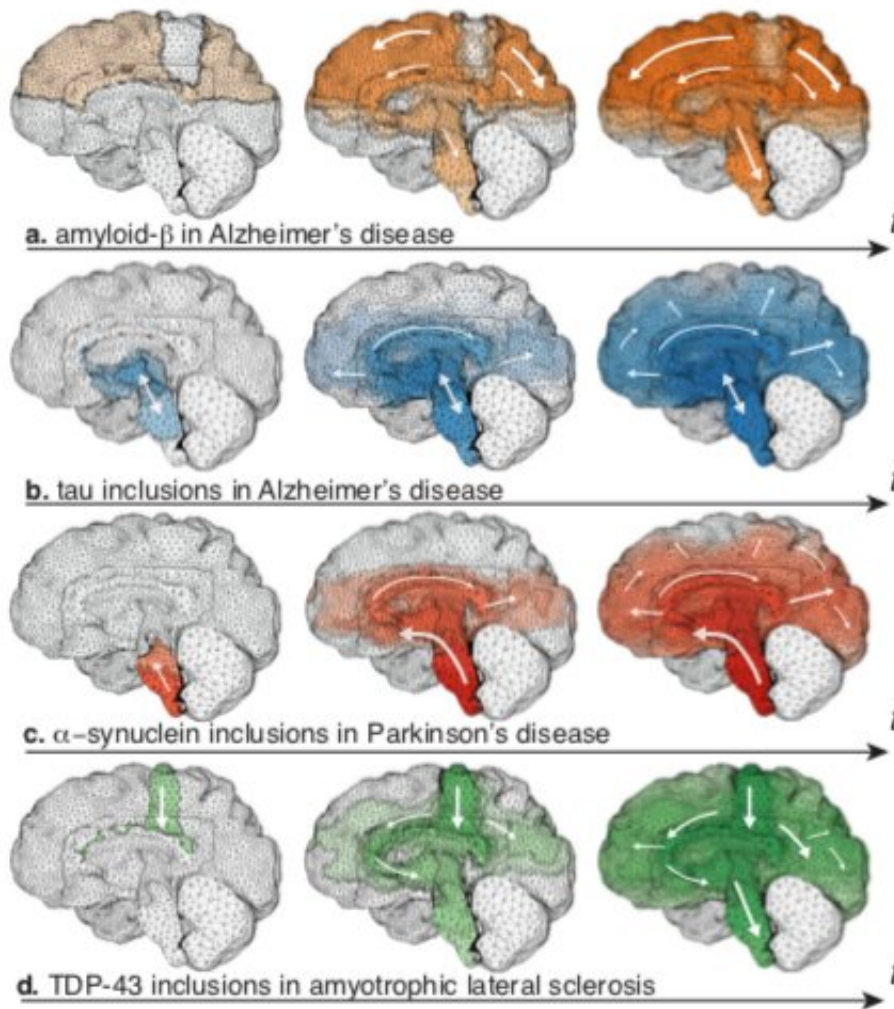 a. amyloid-β in Alzheimer's disease
b. tau inclusions in Alzheimer's disease
c. α–synuclein inclusions in Parkinson's disease
d. TDP-43 inclusions in amyotrophic lateral sclerosis